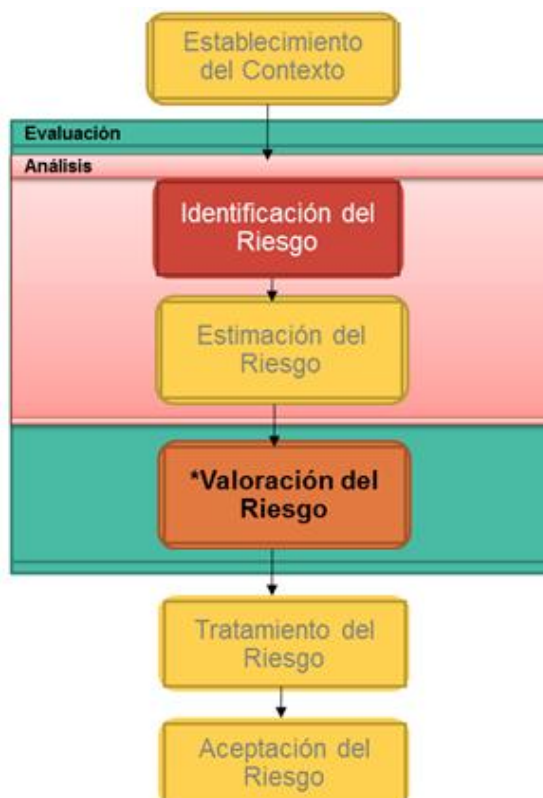 Establecimiento
del Contexto
Evaluación
Análisis
Identificación del
Riesgo
Estimación del
Riesgo
*Valoración del
Riesgo
Tratamiento del
Riesgo
Aceptación del
Riesgo